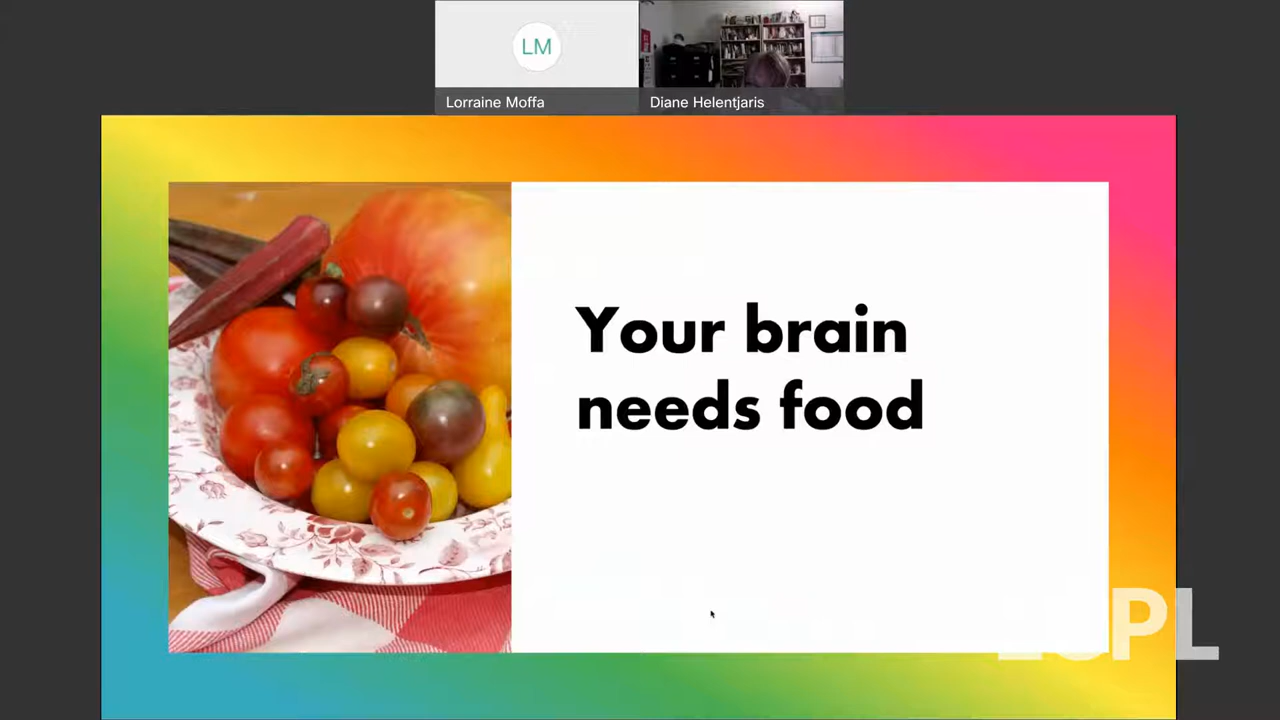 LM
Lorraine Moffa
Diane Helentjaris
Your brain
needs food